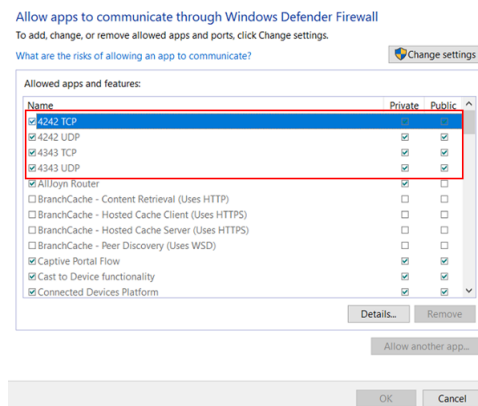 Allow apps to communicate through Windows Defender Firewall
To add, change, or remove allowed apps and ports, click Change settings.
What are the risks of allowing an app to communicate?
Change settings
Allowed apps and features:
Name Private Public
4242 TCP
4242 UDP
4343 TCP
4343 UDP
AllJoyn Router
BranchCache - Content Retrieval (Uses HTTP)
BranchCache - Hosted Cache Client (Uses HTTPS)
BranchCache - Hosted Cache Server (Uses HTTPS)
BranchCache - Peer Discovery (Uses WSD)
Captive Portal Flow
Cast to Device functionality
Connected Devices Platform
Details... Remove
Allow another app...
OK Cancel